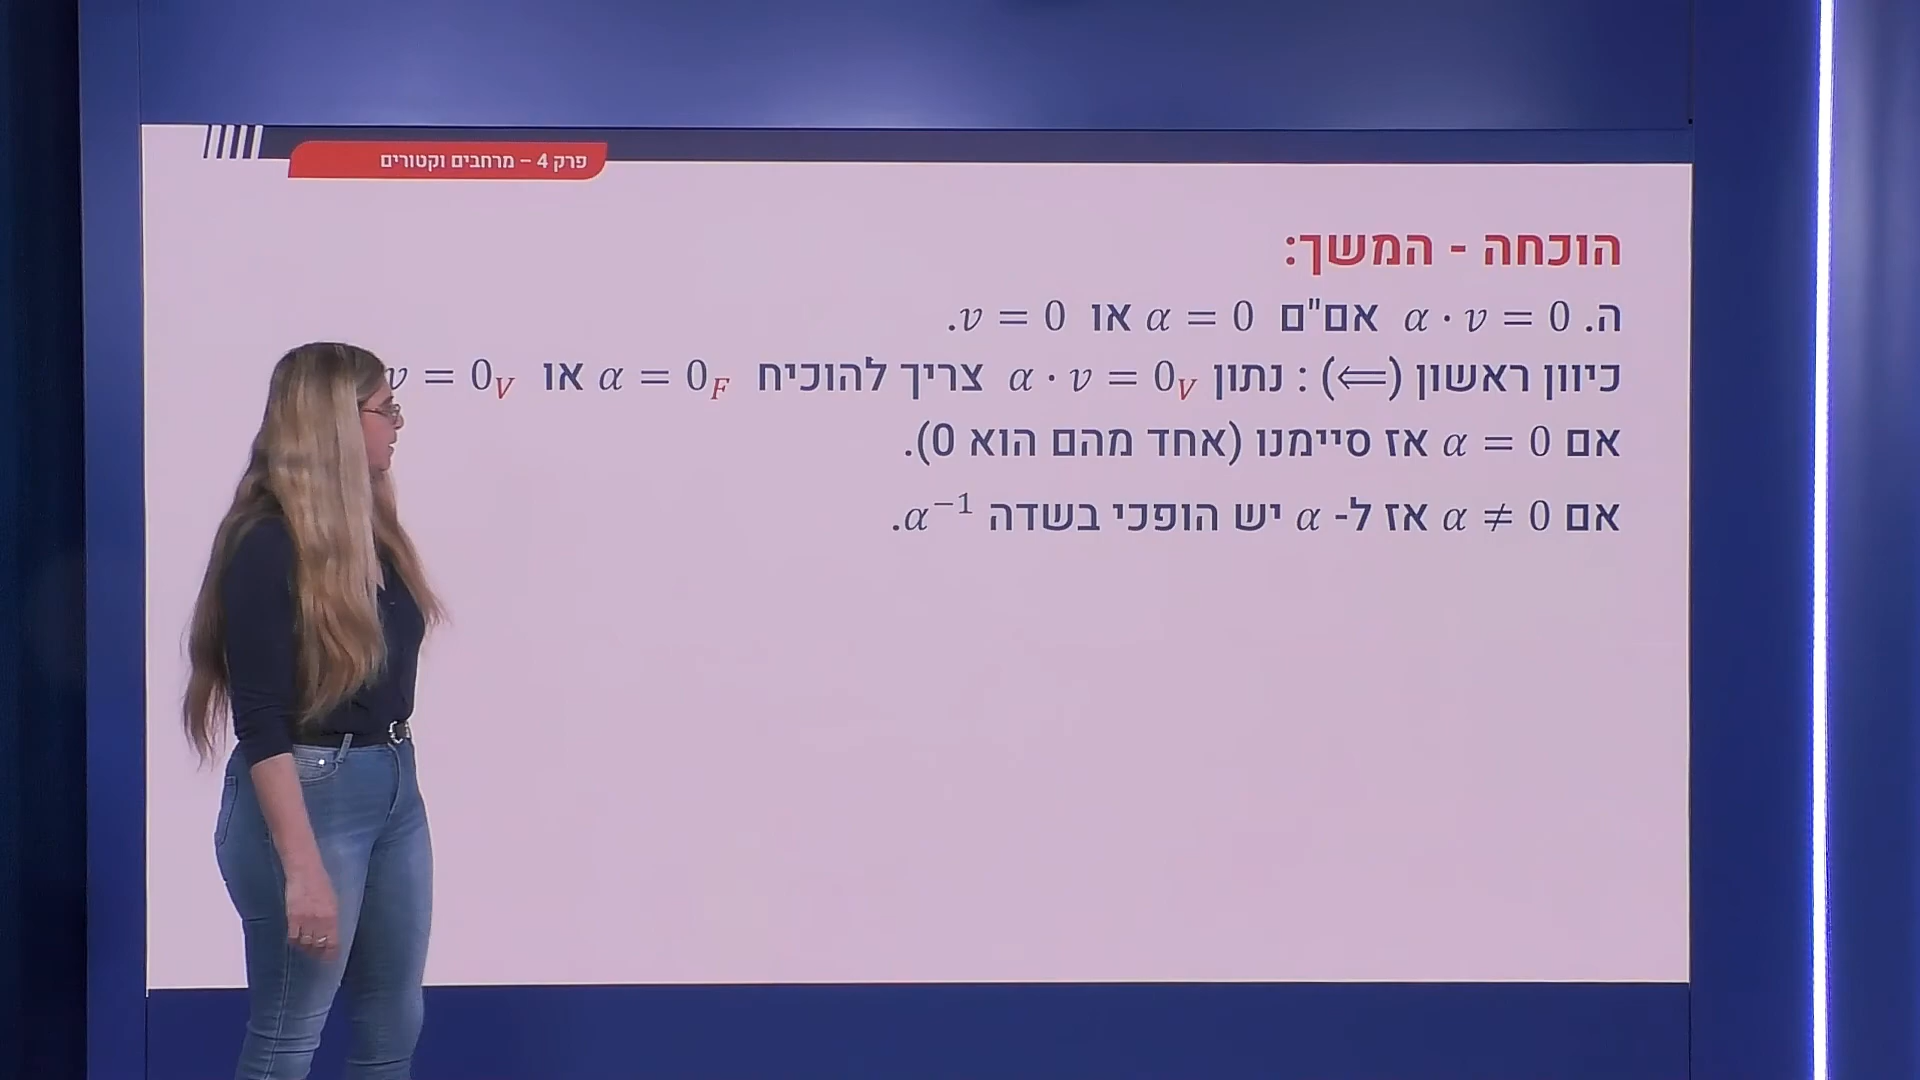 פרק 4 – מרחבים וקטורים
הוכחה - המשך:
ה. α · v = 0 אם"ם α = 0 או v = 0.
כיוון ראשון (⟸) : נתון α · v = 0_V צריך להוכיח α = 0_F או v = 0_V
אם α = 0 אז סיימנו (אחד מהם הוא 0).
אם α ≠ 0 אז ל- α יש הופכי בשדה α⁻¹.